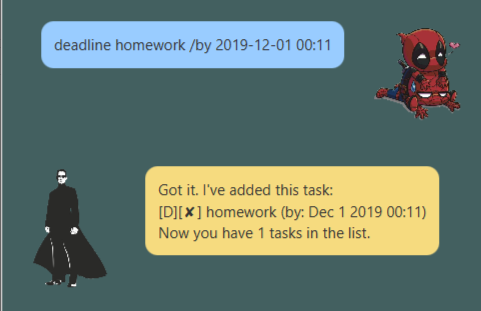 deadline homework /by 2019-12-01 00:11
Got it. I've added this task:
[D][✘] homework (by: Dec 1 2019 00:11)
Now you have 1 tasks in the list.